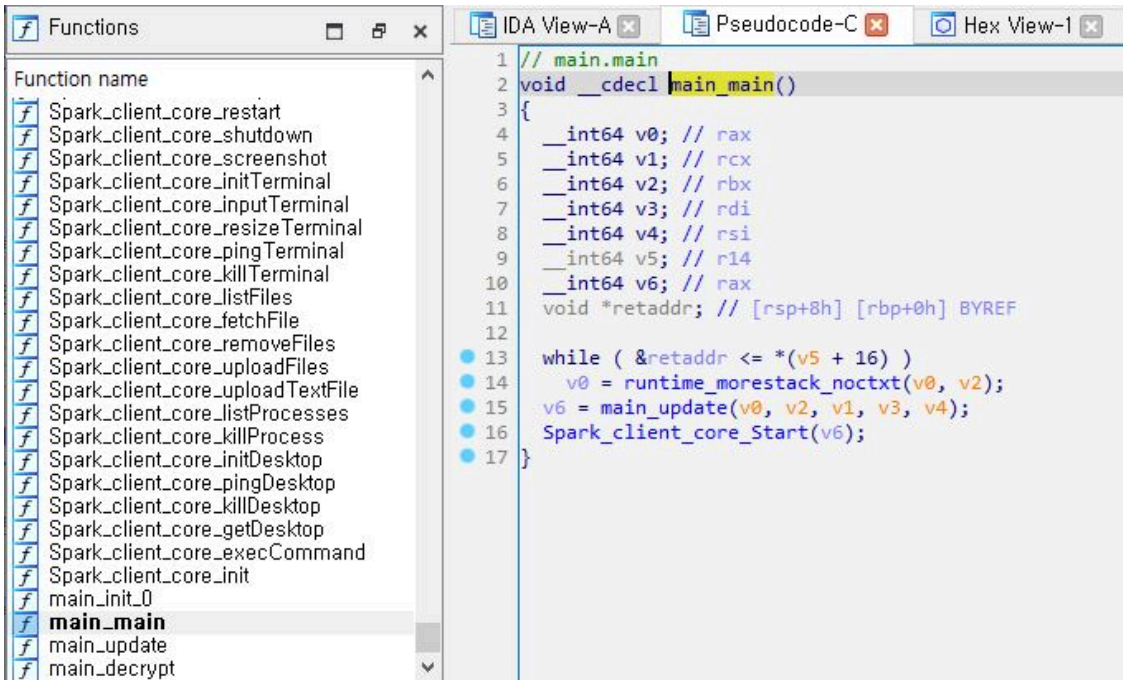 Functions
Function name
Spark_client_core_restart
Spark_client_core_shutdown
Spark_client_core_screenshot
Spark_client_core_initTerminal
Spark_client_core_inputTerminal
Spark_client_core_resizeTerminal
Spark_client_core_pingTerminal
Spark_client_core_killTerminal
Spark_client_core_listFiles
Spark_client_core_fetchFile
Spark_client_core_removeFiles
Spark_client_core_uploadFiles
Spark_client_core_uploadTextFile
Spark_client_core_listProcesses
Spark_client_core_killProcess
Spark_client_core_initDesktop
Spark_client_core_pingDesktop
Spark_client_core_killDesktop
Spark_client_core_getDesktop
Spark_client_core_execCommand
Spark_client_core_init
main_init_0
main_main
main_update
main_decrypt
IDA View-A Pseudocode-C Hex View-1
1 // main.main
2 void __cdecl main_main()
3 {
4 __int64 v0; // rax
5 __int64 v1; // rcx
6 __int64 v2; // rbx
7 __int64 v3; // rdi
8 __int64 v4; // rsi
9 __int64 v5; // r14
10 __int64 v6; // rax
11 void *retaddr; // [rsp+8h] [rbp+0h] BYREF
12
13 while ( &retaddr <= *(v5 + 16) )
14 v0 = runtime_morestack_noctxt(v0, v2);
15 v6 = main_update(v0, v2, v1, v3, v4);
16 Spark_client_core_Start(v6);
17 }